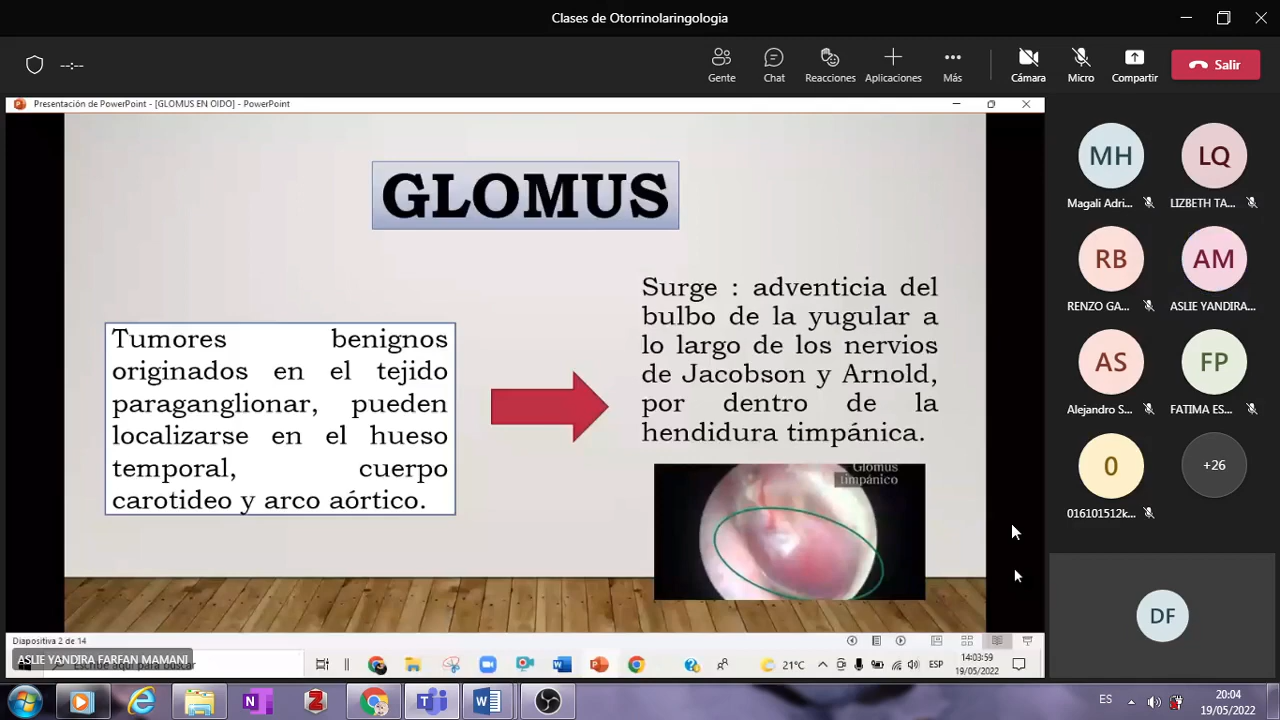 Clases de Otorrinolaringologia
--:--
Gente
Chat
Reacciones
Aplicaciones
Más
Cámara
Micro
Compartir
Salir
Presentación de PowerPoint - [GLOMUS EN OIDO] - PowerPoint
GLOMUS
Tumores benignos
originados en el tejido
paraganglionar, pueden
localizarse en el hueso
temporal, cuerpo
carotideo y arco aórtico.
Surge : adventicia del
bulbo de la yugular a
lo largo de los nervios
de Jacobson y Arnold,
por dentro de la
hendidura timpánica.
Glomus
timpánico
MH
Magali Adri...
LQ
LIZBETH TA...
RB
RENZO GA...
AM
ASLIE YANDIRA...
AS
Alejandro S...
FP
FATIMA ES...
0
016101512k...
+26
DF
Diapositiva 2 de 14
ASLIE YANDIRA FARFAN MAMANI
buscar
21°C
ESP
14:03:59
19/05/2022
ES
20:04
19/05/2022